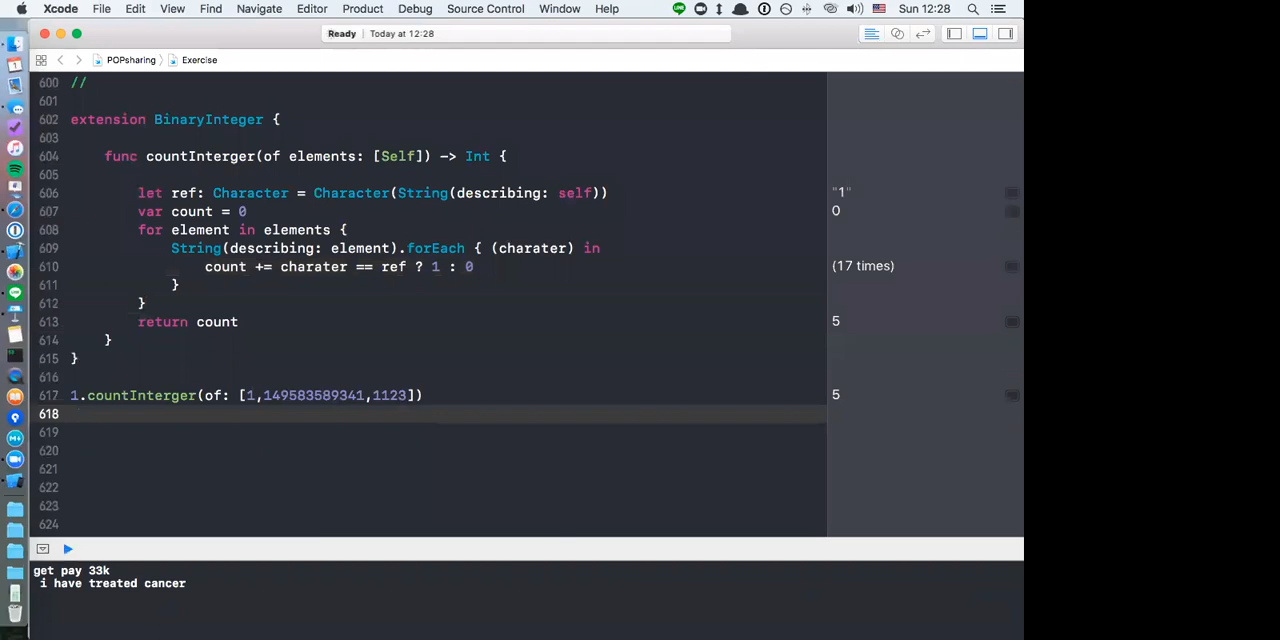 Xcode File Edit View Find Navigate Editor Product Debug Source Control Window Help Sun 12:28
Ready | Today at 12:28
POPsharing Exercise
600 //
601
602 extension BinaryInteger {
603
604 func countInterger(of elements: [Self]) -> Int {
605
606 let ref: Character = Character(String(describing: self)) "1"
607 var count = 0 0
608 for element in elements {
609 String(describing: element).forEach { (charater) in
610 count += charater == ref ? 1 : 0 (17 times)
611 }
612 }
613 return count 5
614 }
615 }
616
617 1.countInterger(of: [1,149583589341,1123]) 5
618
619
620
621
622
623
624
get pay 33k
i have treated cancer